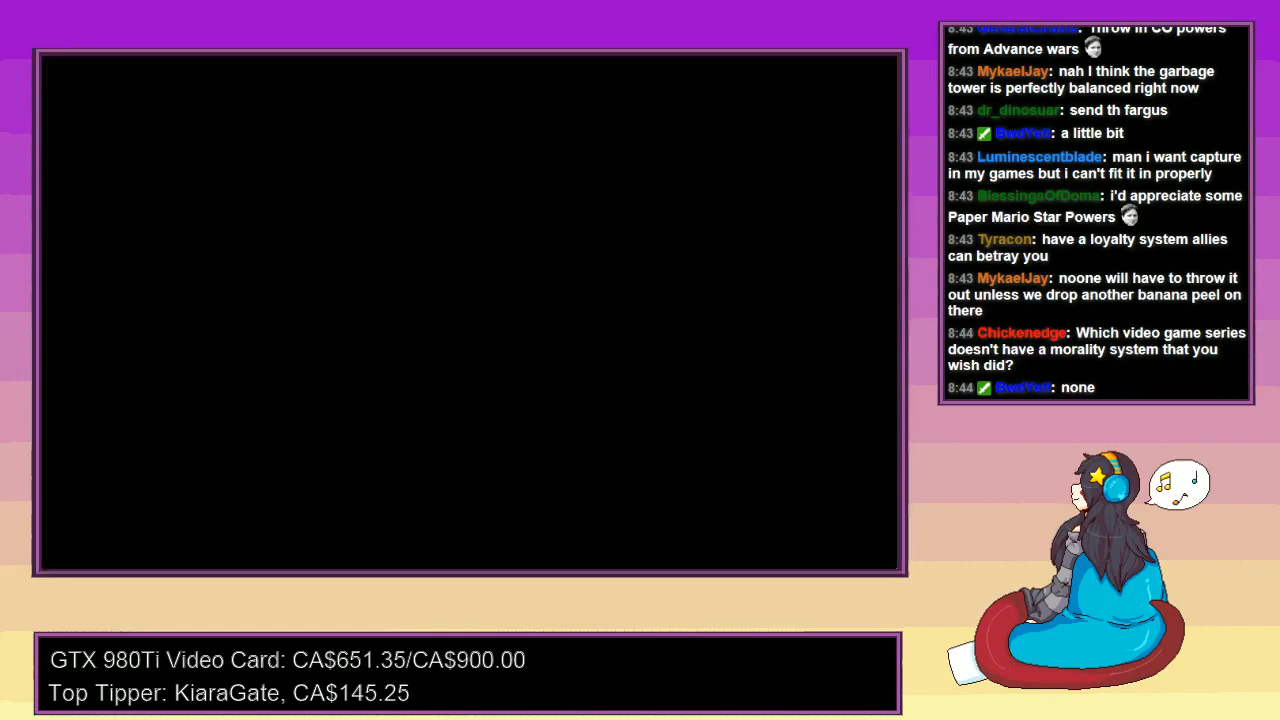 from Advance wars
8:43 MykaelJay: nah I think the garbage
tower is perfectly balanced right now
8:43 dr_dinosuar: send th fargus
8:43 BwdYeti: a little bit
8:43 Luminescentblade: man i want capture
in my games but i can't fit it in properly
8:43 BlessingsOfDoma: i'd appreciate some
Paper Mario Star Powers
8:43 Tyracon: have a loyalty system allies
can betray you
8:43 MykaelJay: noone will have to throw it
out unless we drop another banana peel on
there
8:44 Chickenedge: Which video game series
doesn't have a morality system that you
wish did?
8:44 BwdYeti: none
GTX 980Ti Video Card: CA$651.35/CA$900.00
Top Tipper: KiaraGate, CA$145.25